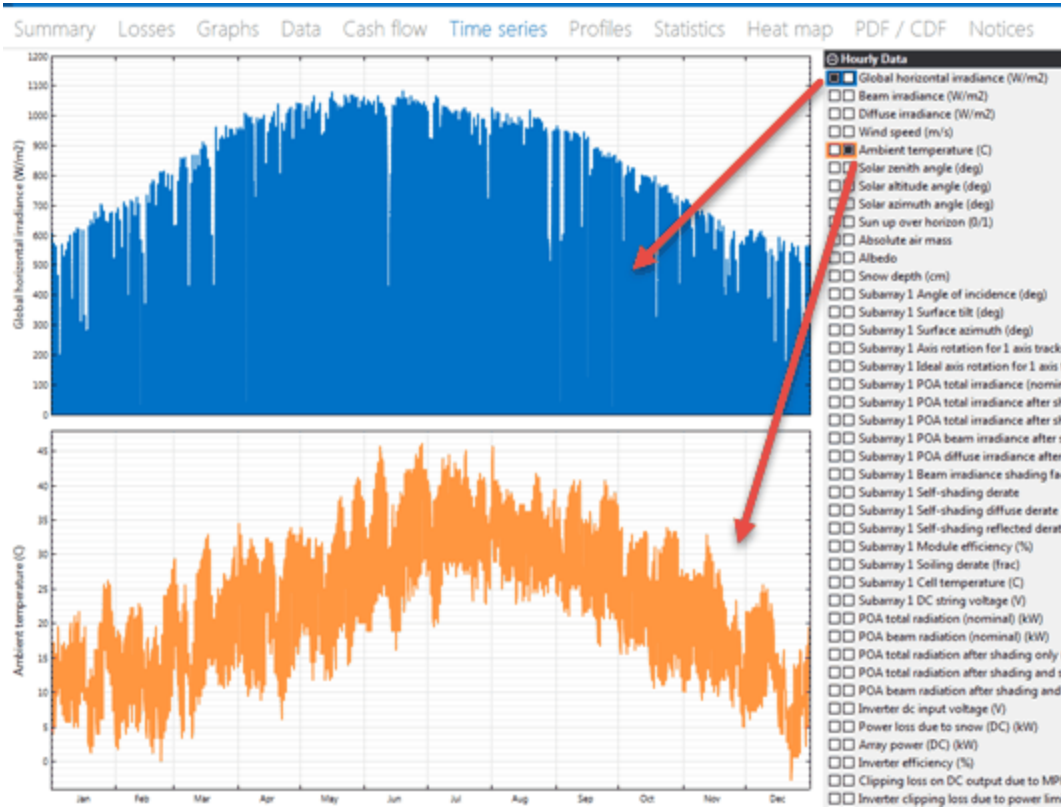 Summary Losses Graphs Data Cash flow Time series Profiles Statistics Heat map PDF / CDF Notices
Global horizontal irradiance (W/m2)
1200
1100
1000
900
800
700
600
500
400
300
200
100
0
Ambient temperature (C)
45
40
35
30
25
20
15
10
5
0
Jan Feb Mar Apr May Jun Jul Aug Sep Oct Nov Dec
Hourly Data
Global horizontal irradiance (W/m2)
Beam irradiance (W/m2)
Diffuse irradiance (W/m2)
Wind speed (m/s)
Ambient temperature (C)
Solar zenith angle (deg)
Solar altitude angle (deg)
Solar azimuth angle (deg)
Sun up over horizon (0/1)
Absolute air mass
Albedo
Snow depth (cm)
Subarray 1 Angle of incidence (deg)
Subarray 1 Surface tilt (deg)
Subarray 1 Surface azimuth (deg)
Subarray 1 Axis rotation for 1 axis track
Subarray 1 Ideal axis rotation for 1 axis
Subarray 1 POA total irradiance (nomin
Subarray 1 POA total irradiance after sh
Subarray 1 POA total irradiance after sh
Subarray 1 POA beam irradiance after s
Subarray 1 POA diffuse irradiance after
Subarray 1 Beam irradiance shading fa
Subarray 1 Self-shading derate
Subarray 1 Self-shading diffuse derate
Subarray 1 Self-shading reflected derat
Subarray 1 Module efficiency (%)
Subarray 1 Soiling derate (frac)
Subarray 1 Cell temperature (C)
Subarray 1 DC string voltage (V)
POA total radiation (nominal) (kW)
POA beam radiation (nominal) (kW)
POA total radiation after shading only
POA total radiation after shading and s
POA beam radiation after shading and
Inverter dc input voltage (V)
Power loss due to snow (DC) (kW)
Array power (DC) (kW)
Inverter efficiency (%)
Clipping loss on DC output due to MP
Inverter clipping loss due to power lim